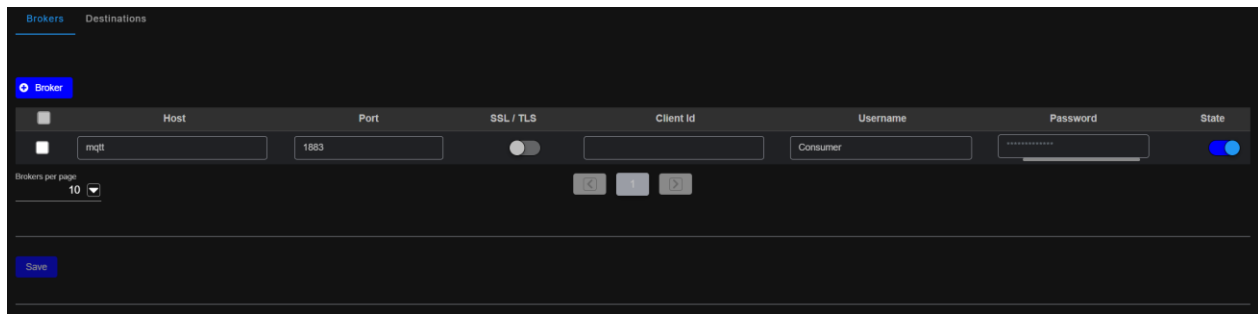 Brokers Destinations
Broker
Host Port SSL / TLS Client Id Username Password State
mqtt 1883 Consumer *************
Brokers per page
10
1
Save